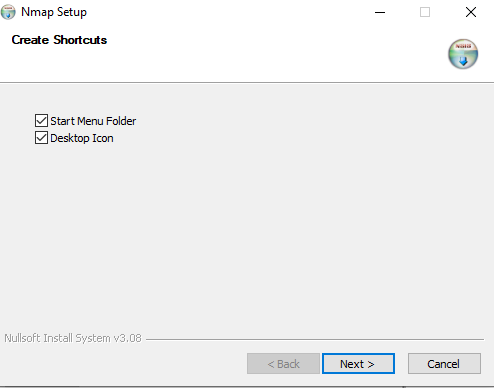 Nmap Setup
Create Shortcuts
Start Menu Folder
Desktop Icon
Nullsoft Install System v3.08
< Back
Next >
Cancel